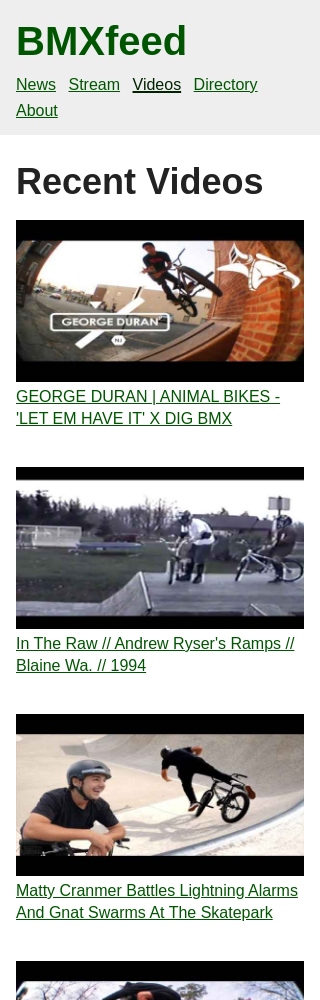 BMXfeed
News Stream Videos Directory
About
Recent Videos
GEORGE DURAN
NJ
GEORGE DURAN | ANIMAL BIKES -
'LET EM HAVE IT' X DIG BMX
In The Raw // Andrew Ryser's Ramps //
Blaine Wa. // 1994
Matty Cranmer Battles Lightning Alarms
And Gnat Swarms At The Skatepark